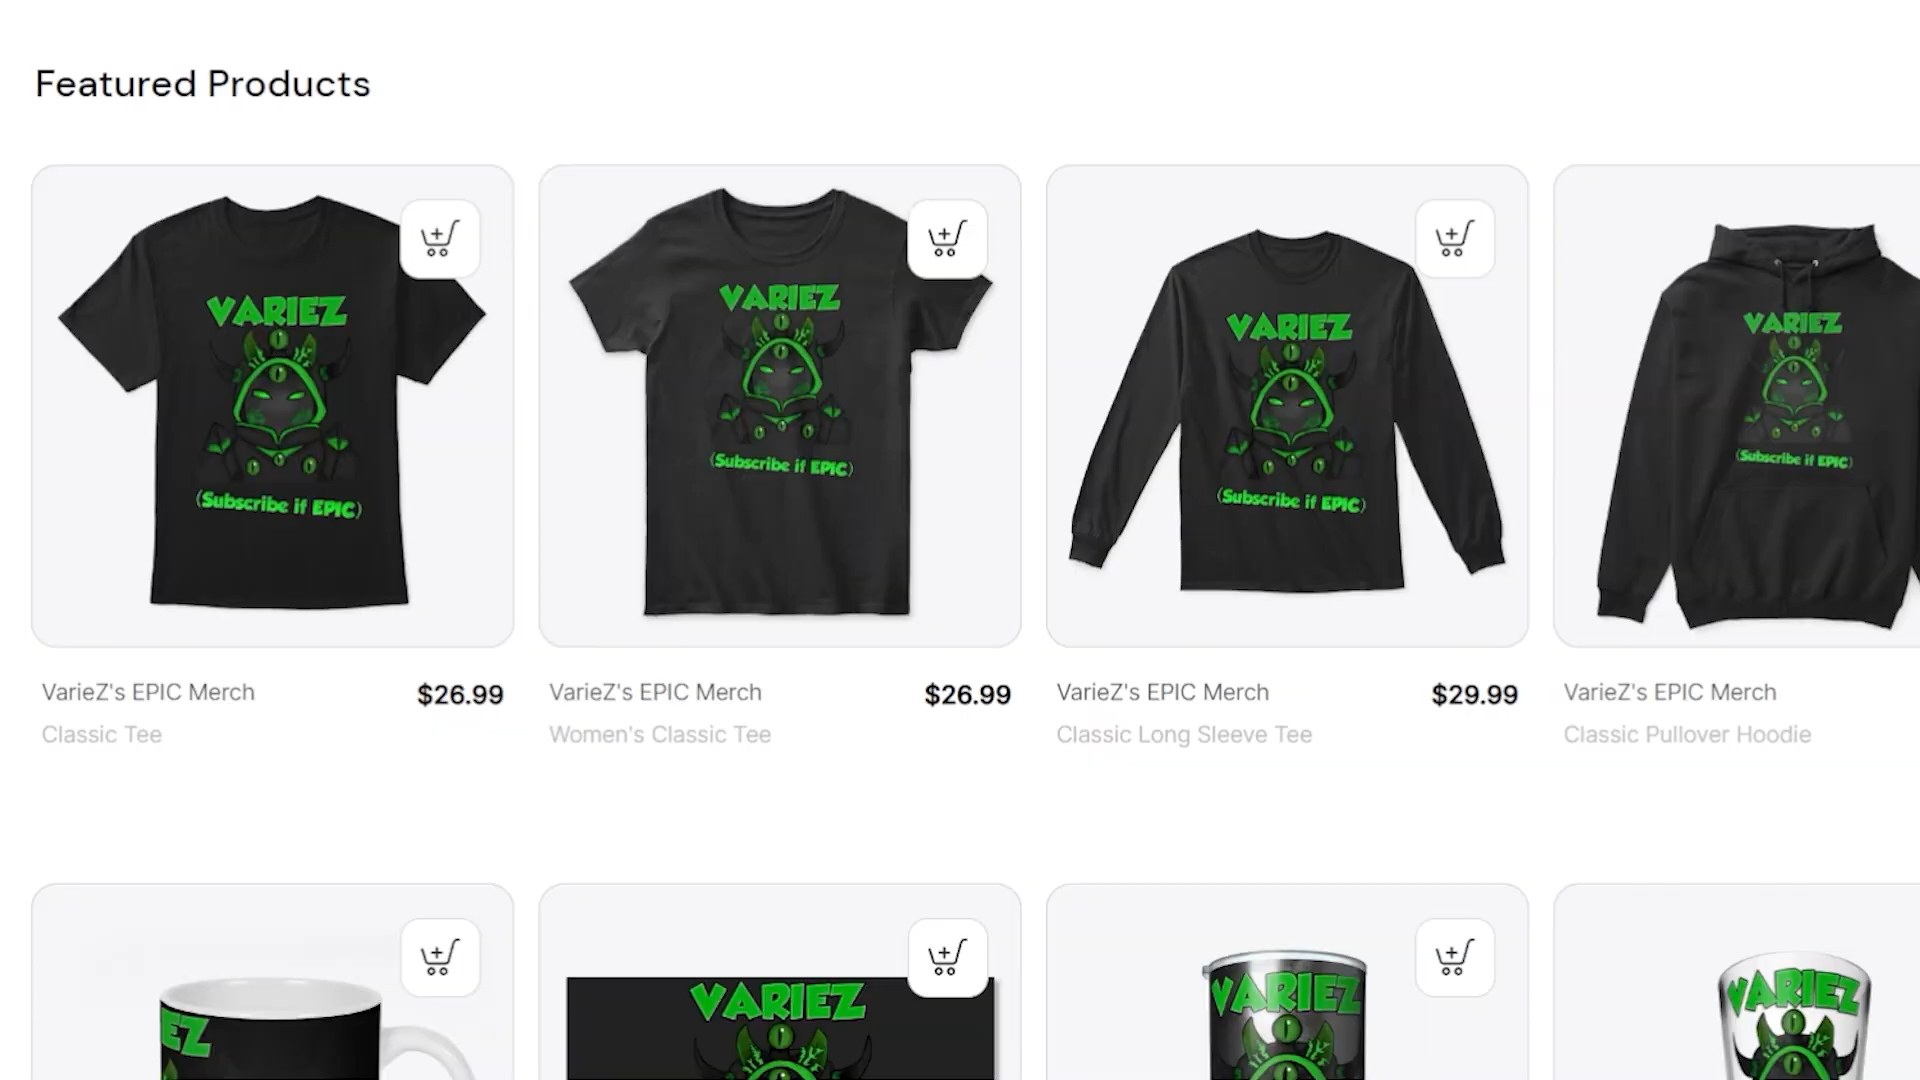 Featured Products
VARIEZ
(Subscribe if EPIC)
VARIEZ
(Subscribe if EPIC)
VARIEZ
(Subscribe if EPIC)
VARIEZ
(Subscribe if EPIC)
VarieZ's EPIC Merch
$26.99
Classic Tee
VarieZ's EPIC Merch
$26.99
Women's Classic Tee
VarieZ's EPIC Merch
$29.99
Classic Long Sleeve Tee
VarieZ's EPIC Merch
Classic Pullover Hoodie
EZ
VARIEZ
VARIEZ
VARIEZ